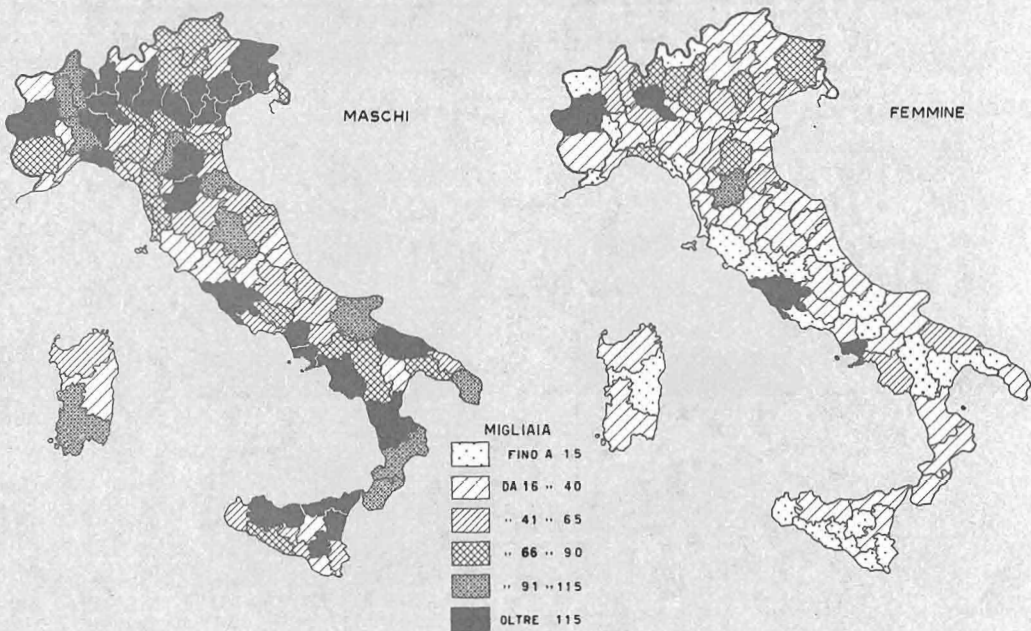 MASCHI
FEMMINE
MIGLIAIA
FINO A 15
DA 16 " 40
" 41 " 65
" 66 " 90
" 91 " 115
OLTRE 115